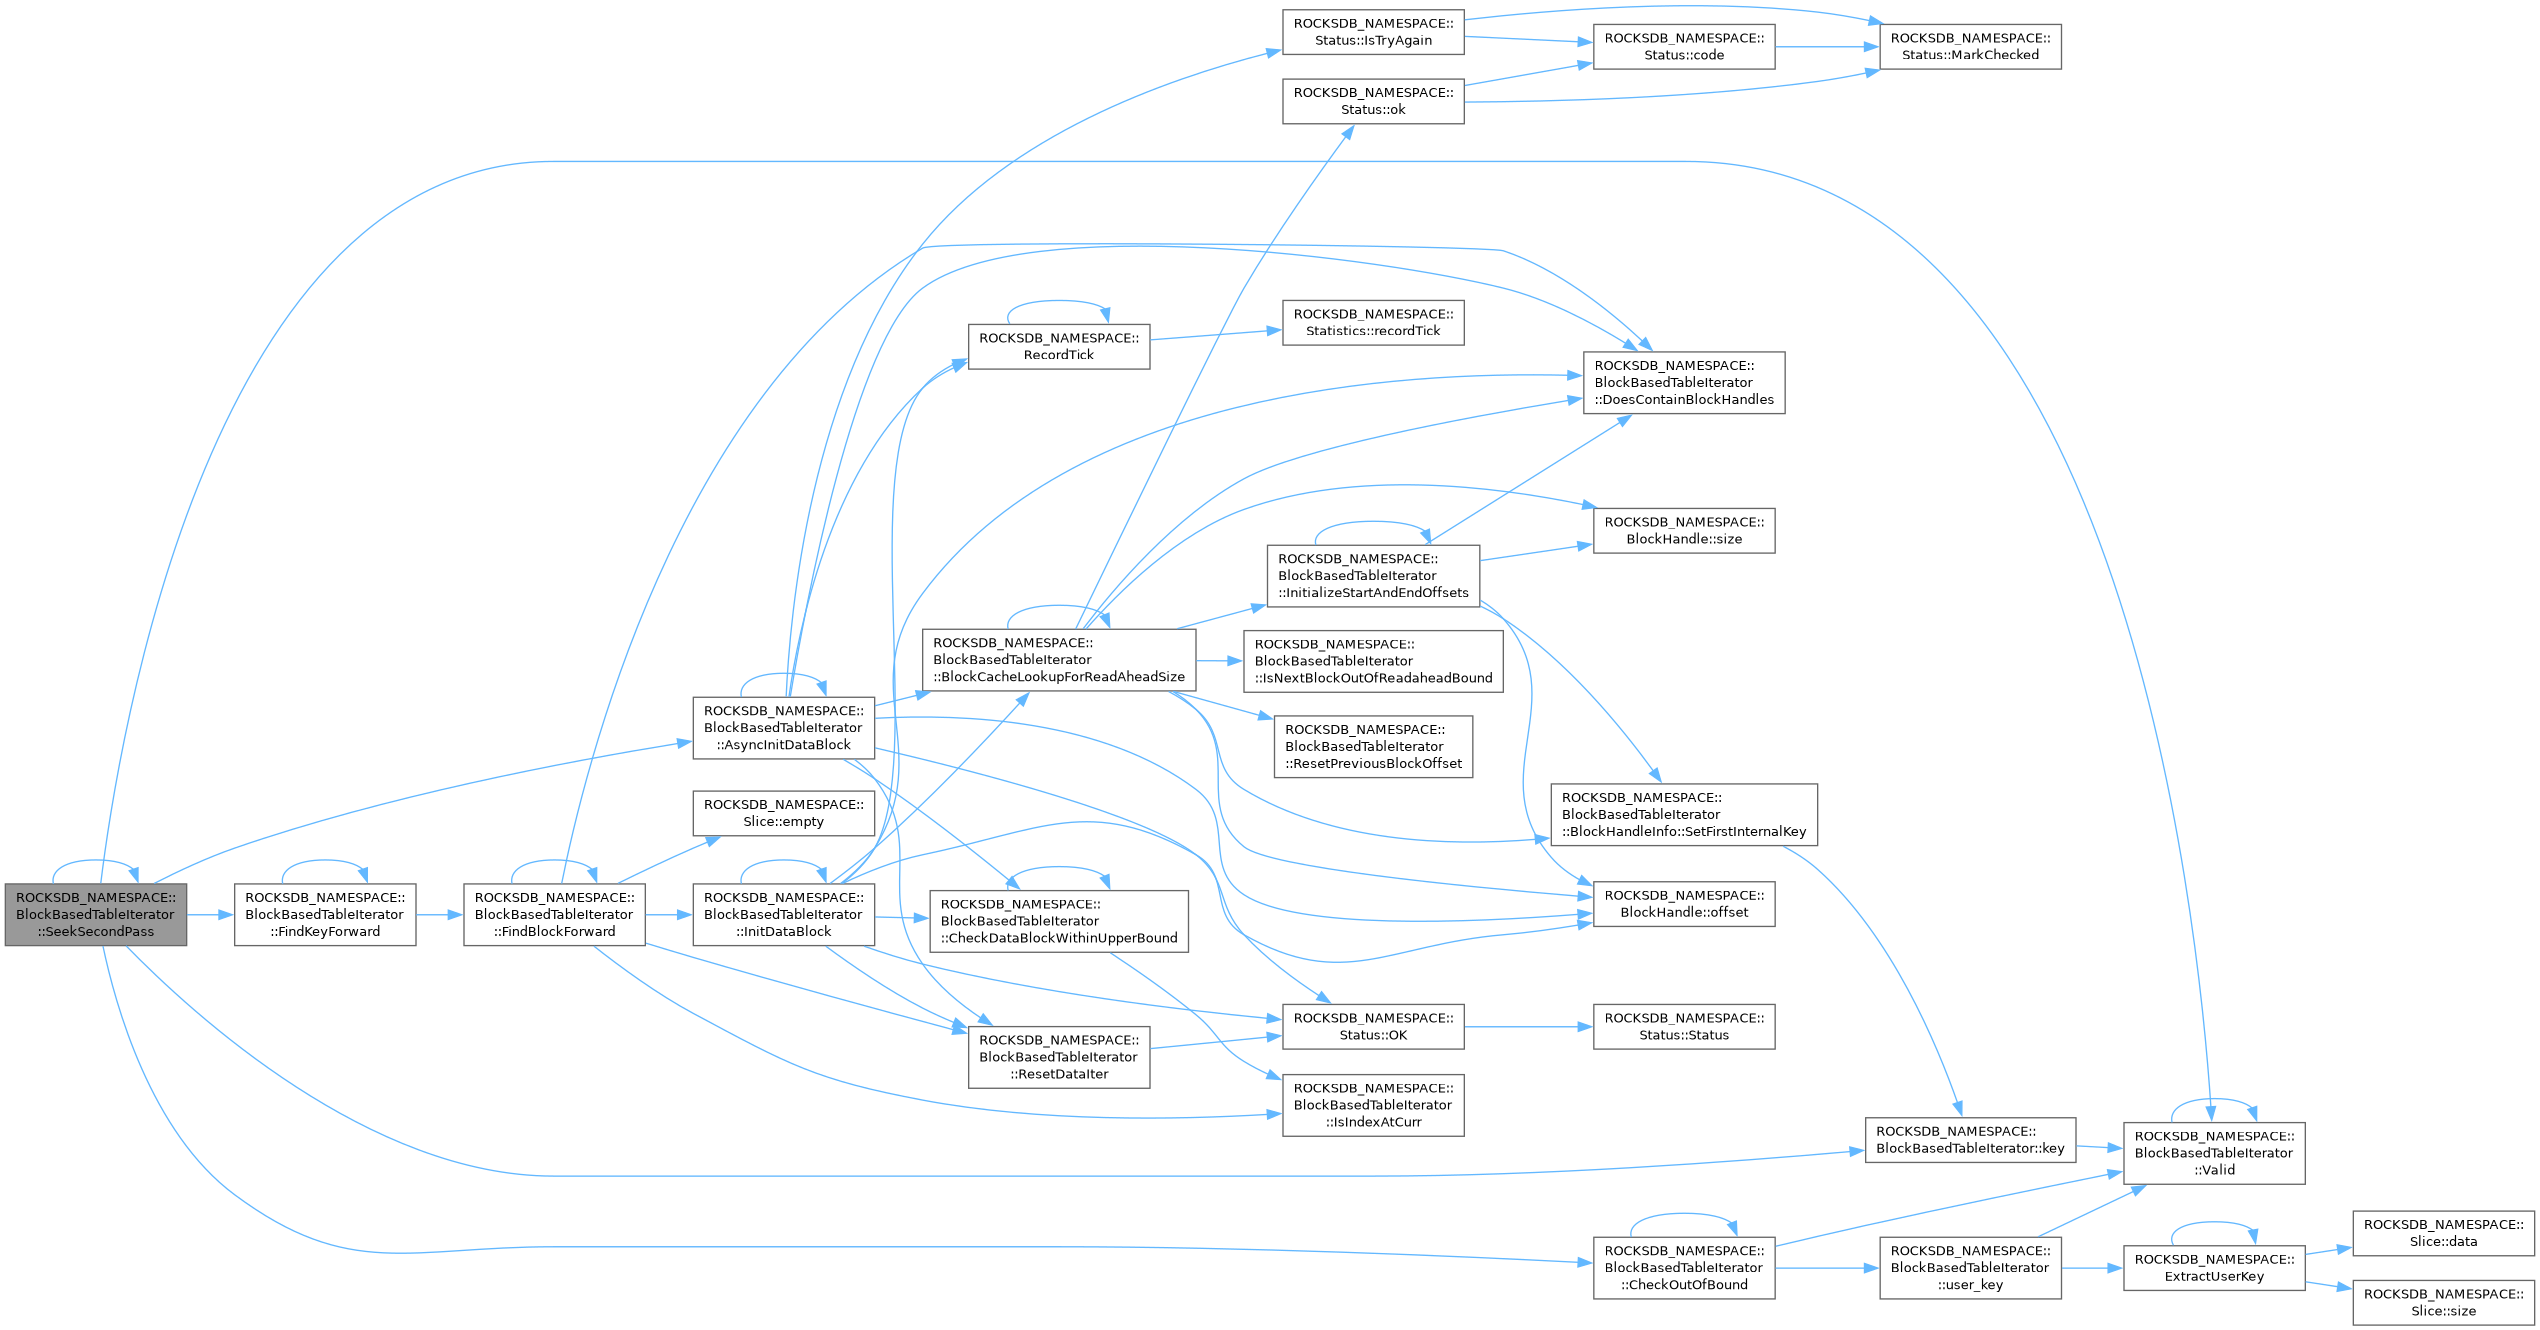 ROCKSDB_NAMESPACE::
BlockBasedTableIterator
::SeekSecondPass
ROCKSDB_NAMESPACE::
BlockBasedTableIterator
::FindKeyForward
ROCKSDB_NAMESPACE::
BlockBasedTableIterator
::FindBlockForward
ROCKSDB_NAMESPACE::
BlockBasedTableIterator
::AsyncInitDataBlock
ROCKSDB_NAMESPACE::
Slice::empty
ROCKSDB_NAMESPACE::
BlockBasedTableIterator
::InitDataBlock
ROCKSDB_NAMESPACE::
RecordTick
ROCKSDB_NAMESPACE::
BlockBasedTableIterator
::BlockCacheLookupForReadAheadSize
ROCKSDB_NAMESPACE::
BlockBasedTableIterator
::CheckDataBlockWithinUpperBound
ROCKSDB_NAMESPACE::
BlockBasedTableIterator
::ResetDataIter
ROCKSDB_NAMESPACE::
Status::IsTryAgain
ROCKSDB_NAMESPACE::
Status::ok
ROCKSDB_NAMESPACE::
Statistics::recordTick
ROCKSDB_NAMESPACE::
BlockBasedTableIterator
::InitializeStartAndEndOffsets
ROCKSDB_NAMESPACE::
BlockBasedTableIterator
::IsNextBlockOutOfReadaheadBound
ROCKSDB_NAMESPACE::
BlockBasedTableIterator
::ResetPreviousBlockOffset
ROCKSDB_NAMESPACE::
Status::OK
ROCKSDB_NAMESPACE::
BlockBasedTableIterator
::IsIndexAtCurr
ROCKSDB_NAMESPACE::
Status::code
ROCKSDB_NAMESPACE::
BlockBasedTableIterator
::DoesContainBlockHandles
ROCKSDB_NAMESPACE::
BlockHandle::size
ROCKSDB_NAMESPACE::
BlockBasedTableIterator
::BlockHandleInfo::SetFirstInternalKey
ROCKSDB_NAMESPACE::
BlockHandle::offset
ROCKSDB_NAMESPACE::
Status::Status
ROCKSDB_NAMESPACE::
BlockBasedTableIterator
::CheckOutOfBound
ROCKSDB_NAMESPACE::
Status::MarkChecked
ROCKSDB_NAMESPACE::
BlockBasedTableIterator::key
ROCKSDB_NAMESPACE::
BlockBasedTableIterator
::user_key
ROCKSDB_NAMESPACE::
BlockBasedTableIterator
::Valid
ROCKSDB_NAMESPACE::
ExtractUserKey
ROCKSDB_NAMESPACE::
Slice::data
ROCKSDB_NAMESPACE::
Slice::size